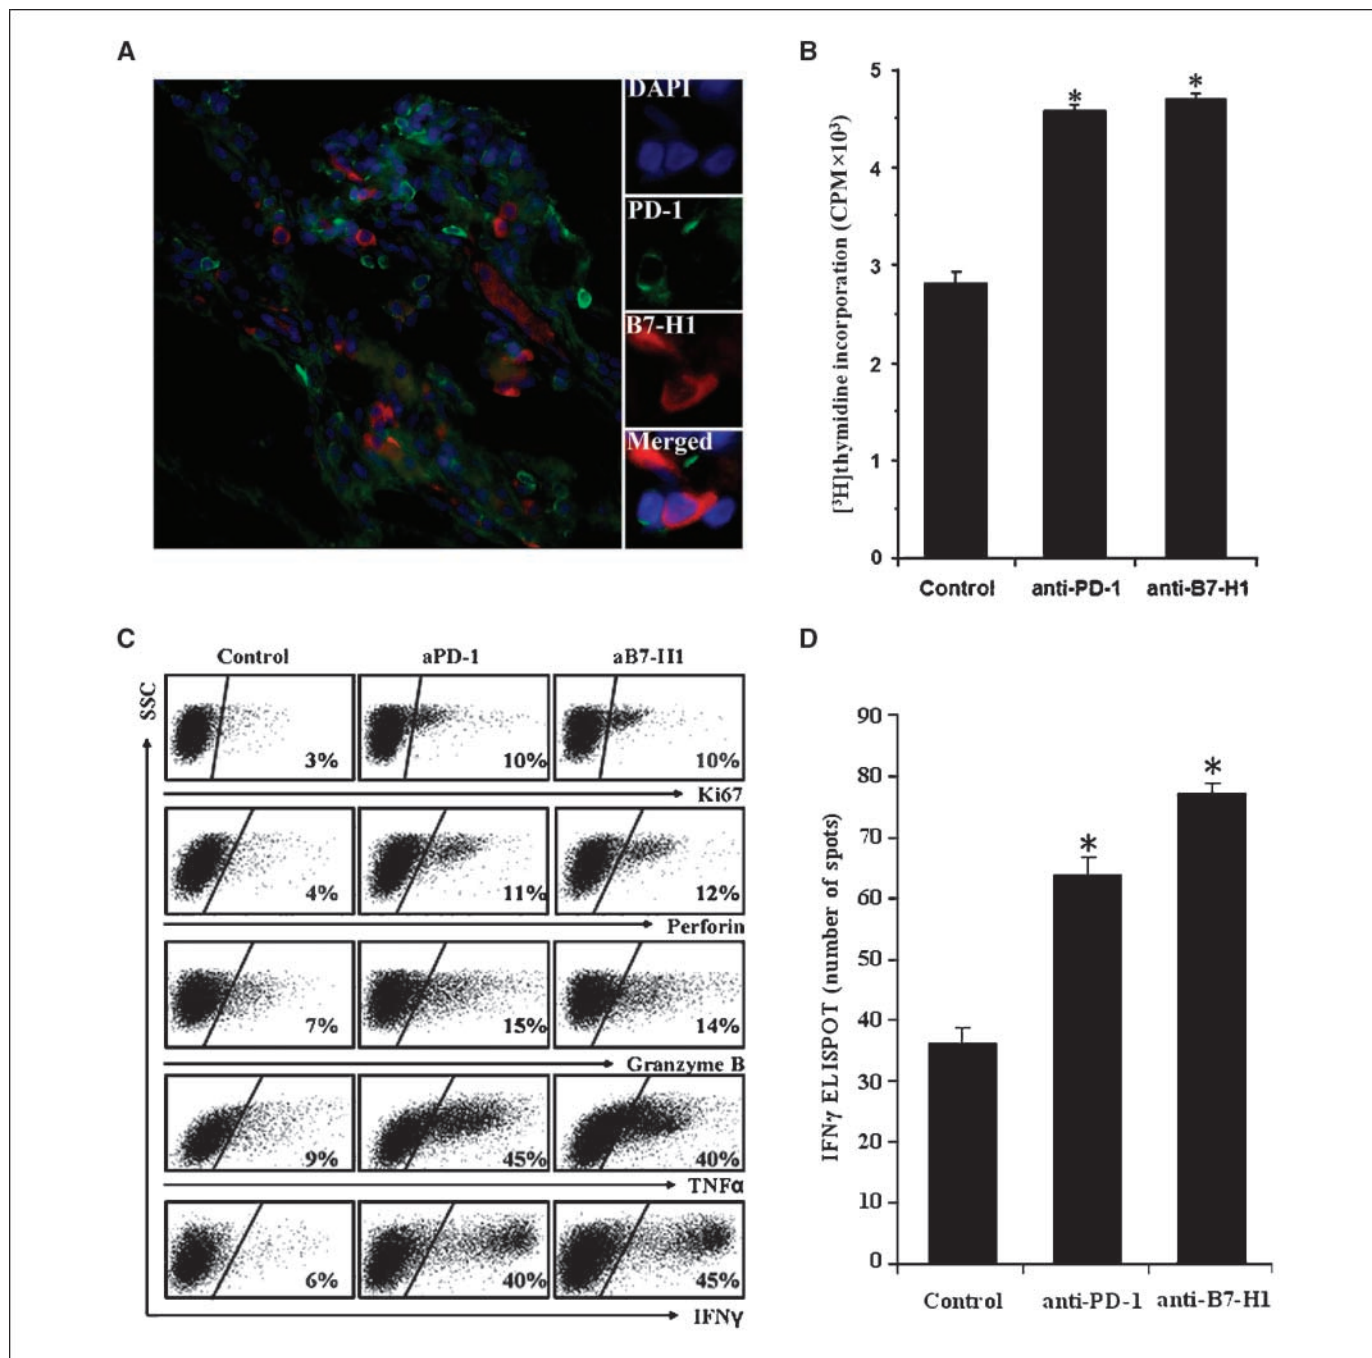 A
DAPI
PD-1
B7-H1
Merged
B
[³H]thymidine incorporation (CPM×10³)
5
4
3
2
1
0
*
*
Control anti-PD-1 anti-B7-H1
C
Control aPD-1 aB7-H1
SSC
3% 10% 10%
Ki67
4% 11% 12%
Perforin
7% 15% 14%
Granzyme B
9% 45% 40%
TNFα
6% 40% 45%
IFNγ
D
IFNγ ELISPOT (number of spots)
90
80
70
60
50
40
30
20
10
0
*
*
Control anti-PD-1 anti-B7-H1